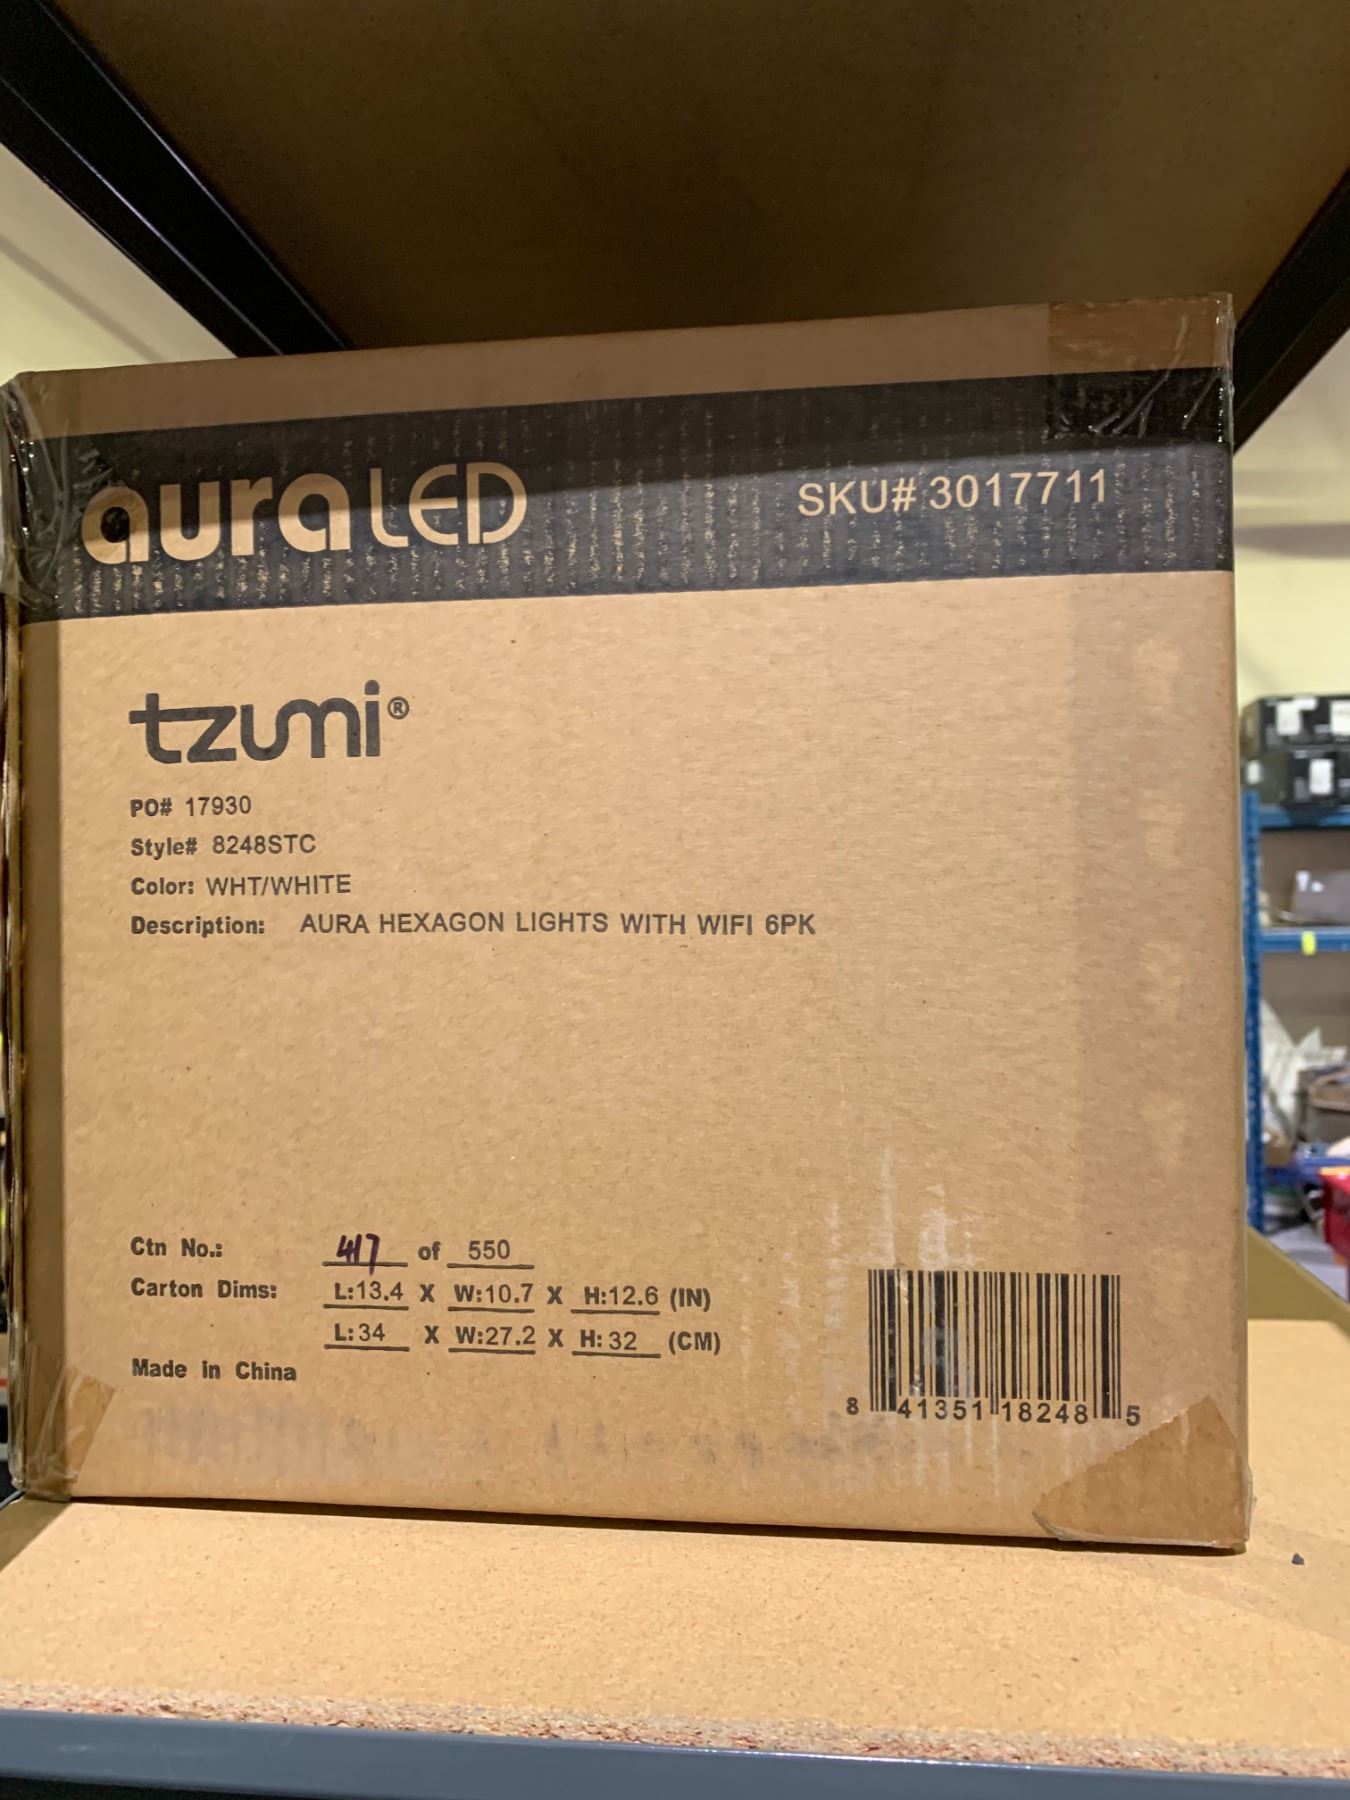 aura LED
SKU# 3017711
tzumi®
PO# 17930
Style# 8248STC
Color: WHT/WHITE
Description: AURA HEXAGON LIGHTS WITH WIFI 6PK
Ctn No.: 417 of 550
Carton Dims: L:13.4 X W:10.7 X H:12.6 (IN)
L:34 X W:27.2 X H:32 (CM)
Made in China
8 41351 18248 5